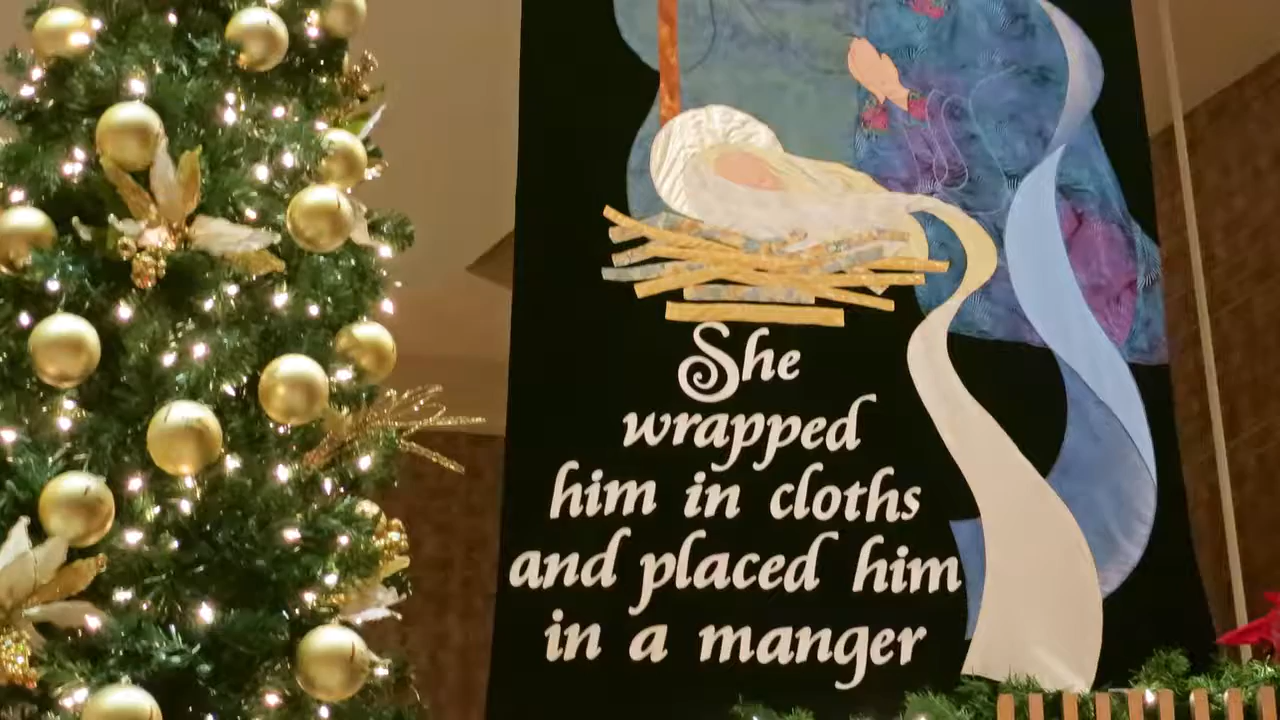 She
wrapped
him in cloths
and placed him
in a manger